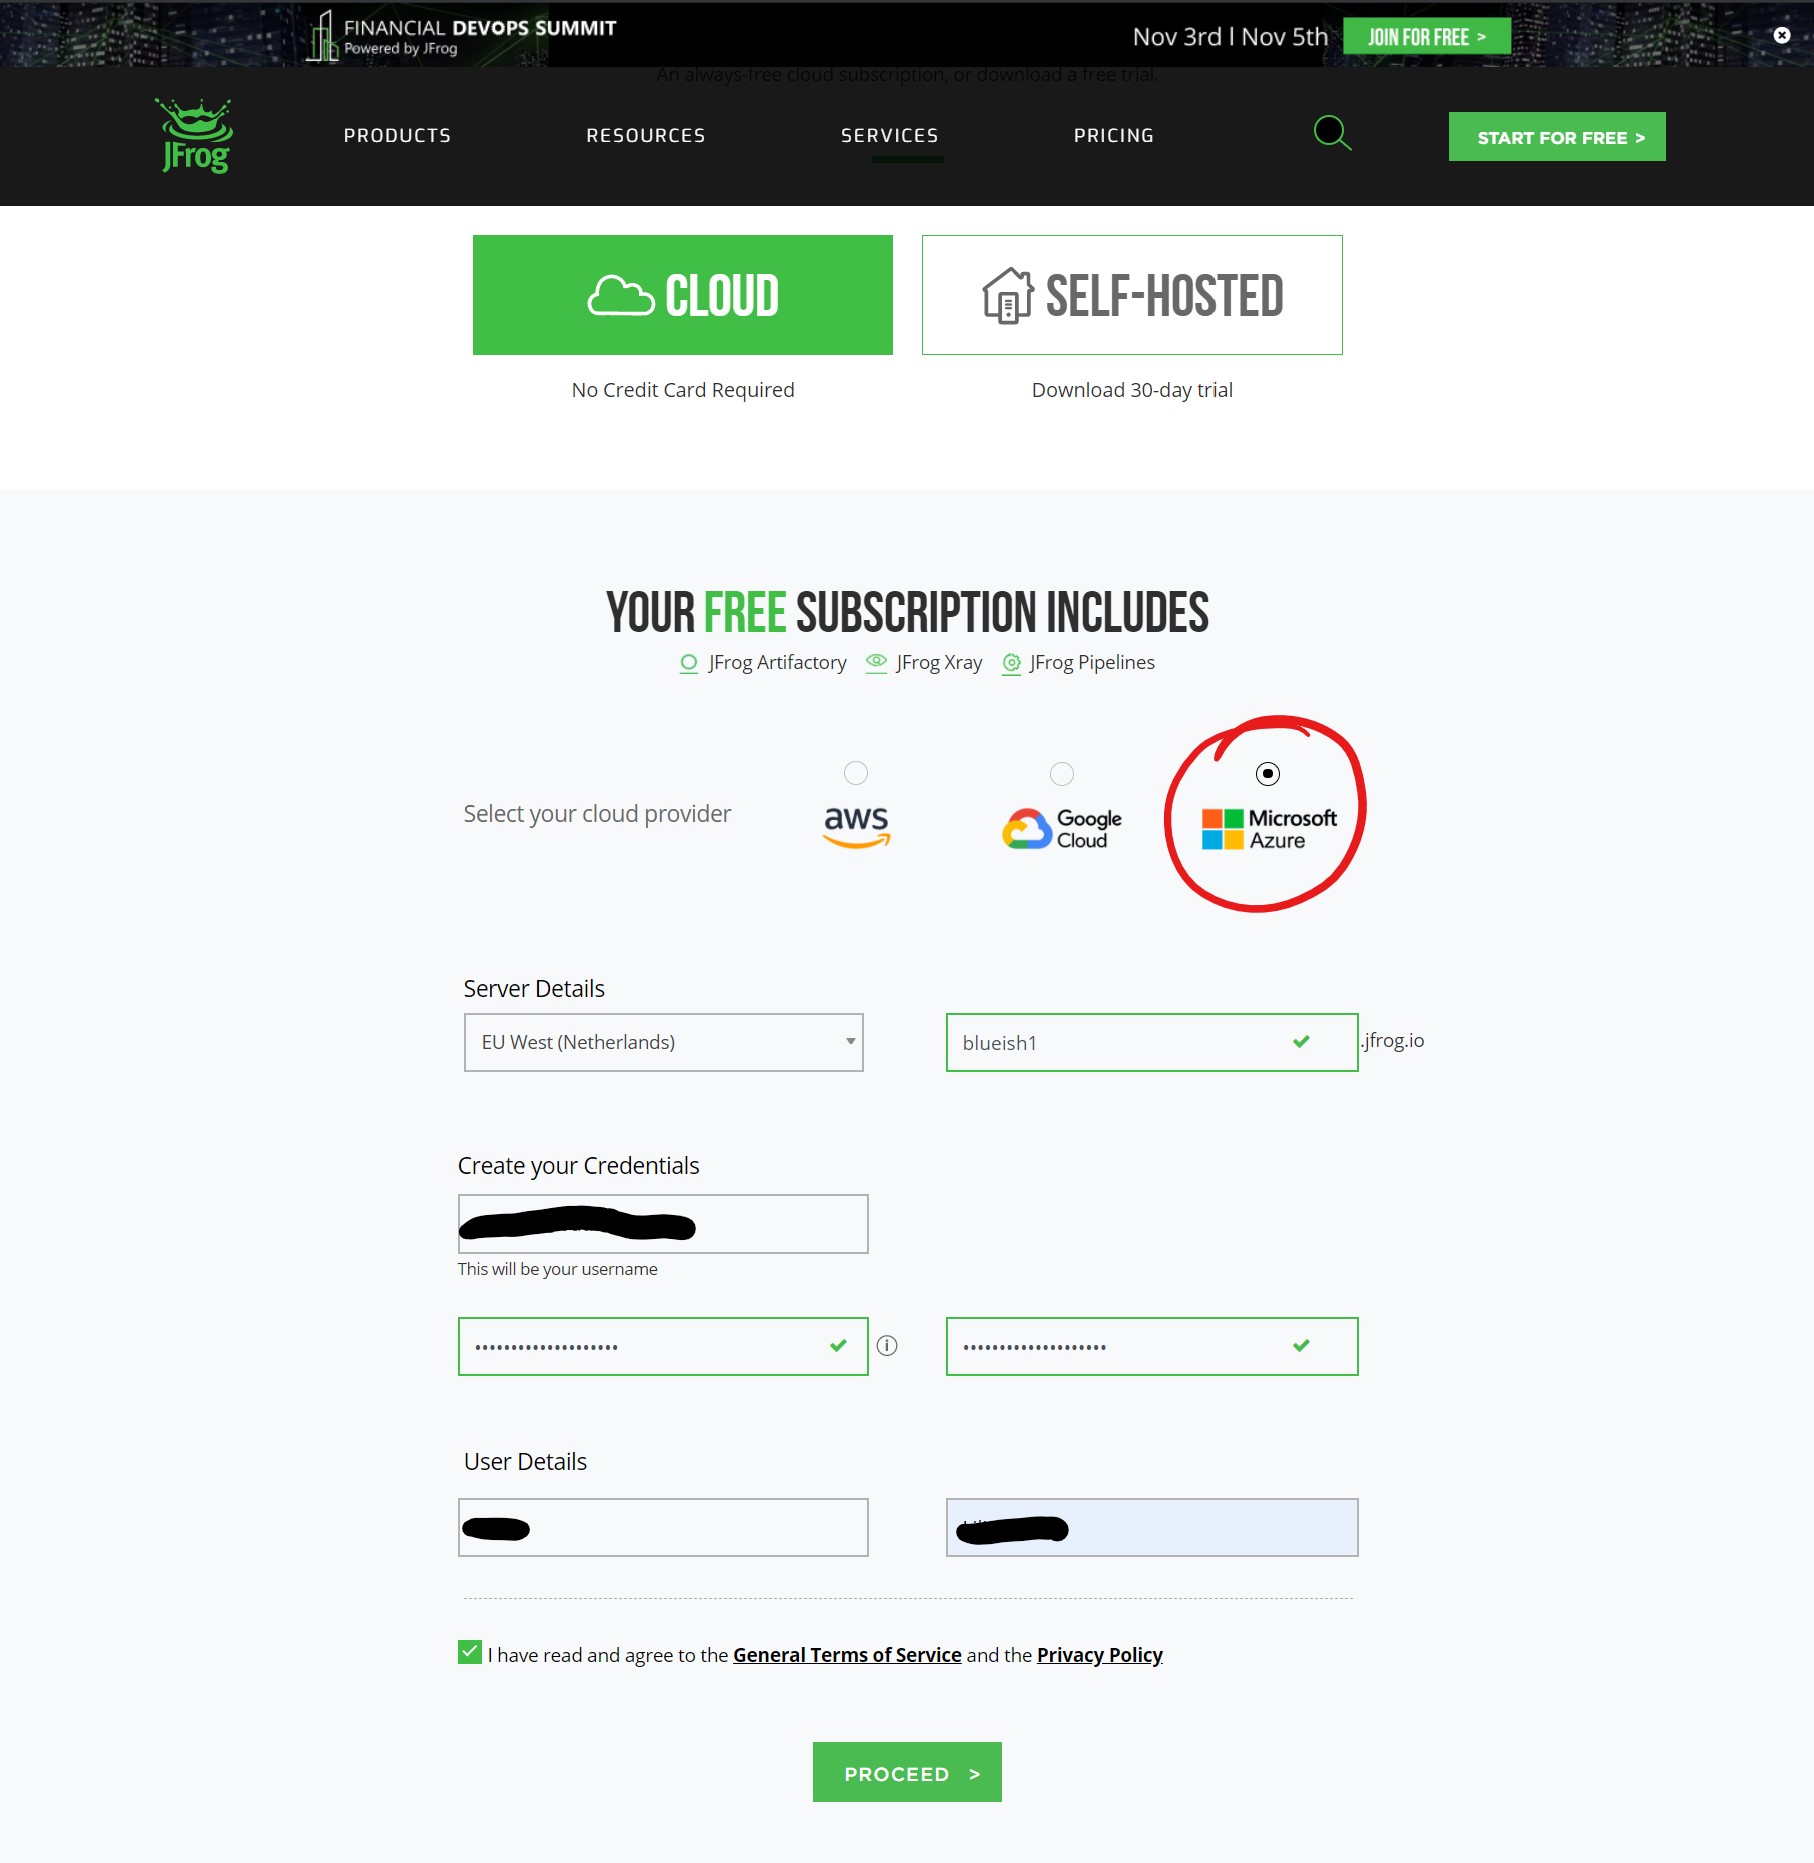 FINANCIAL DEVOPS SUMMIT
Powered by JFrog
Nov 3rd | Nov 5th
JOIN FOR FREE >
An always-free cloud subscription, or download a free trial.
JFrog
PRODUCTS
RESOURCES
SERVICES
PRICING
START FOR FREE >
CLOUD
SELF-HOSTED
No Credit Card Required
Download 30-day trial
YOUR FREE SUBSCRIPTION INCLUDES
JFrog Artifactory
JFrog Xray
JFrog Pipelines
Select your cloud provider
aws
Google
Cloud
Microsoft
Azure
Server Details
EU West (Netherlands)
blueish1
.jfrog.io
Create your Credentials
This will be your username
User Details
I have read and agree to the General Terms of Service and the Privacy Policy
PROCEED >